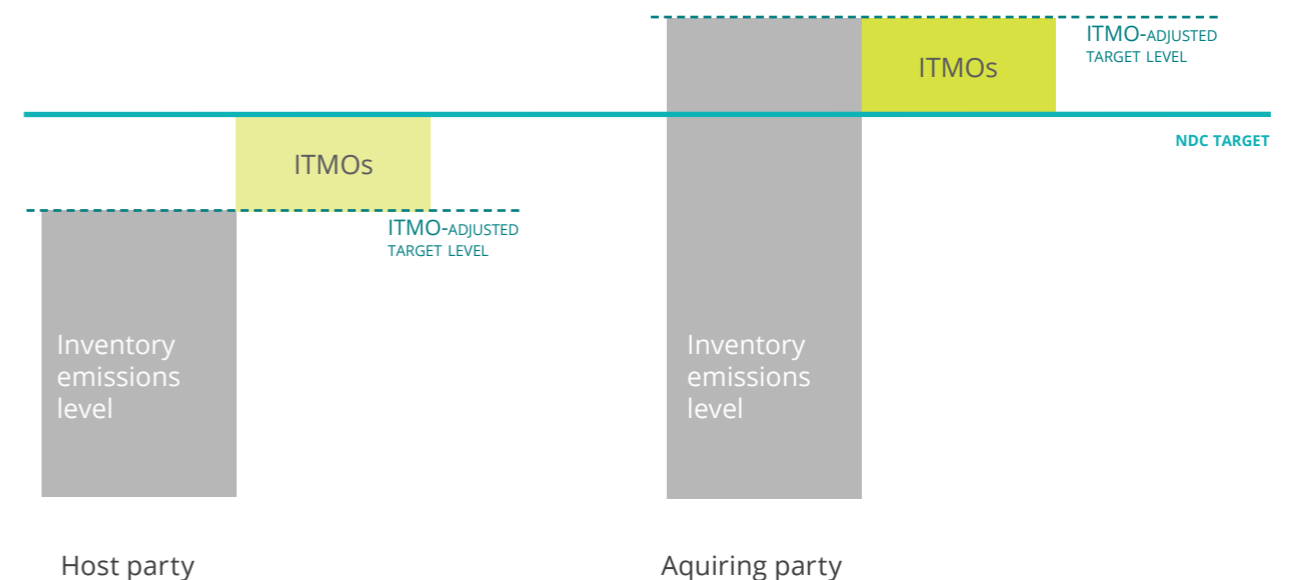 ITMO-ADJUSTED
TARGET LEVEL
ITMOs
NDC TARGET
ITMOs
ITMO-ADJUSTED
TARGET LEVEL
Inventory
emissions
level
Inventory
emissions
level
Host party
Aquiring party